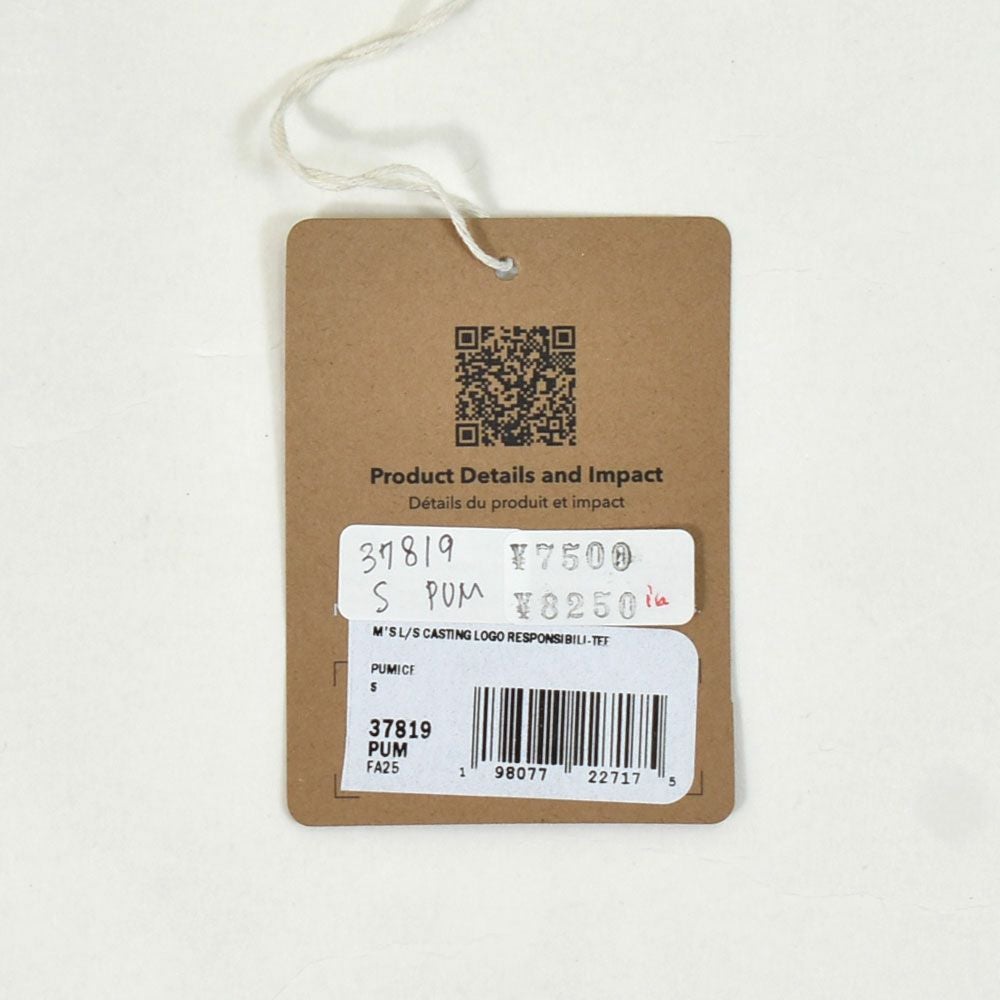 Product Details and Impact
Détails du produit et impact
37819 ¥7500
S PUM ¥8250
M'S L/S CASTING LOGO RESPONSIBILI-TEE
PUMICE
S
37819
PUM
FA25
1 98077 22717 5